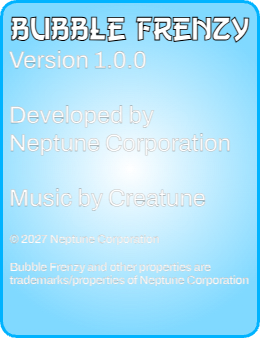 BUBBLE FRENZY
Version 1.0.0
Developed by
Neptune Corporation
Music by Creatune
© 2027 Neptune Corporation
Bubble Frenzy and other properties are
trademarks/properties of Neptune Corporation